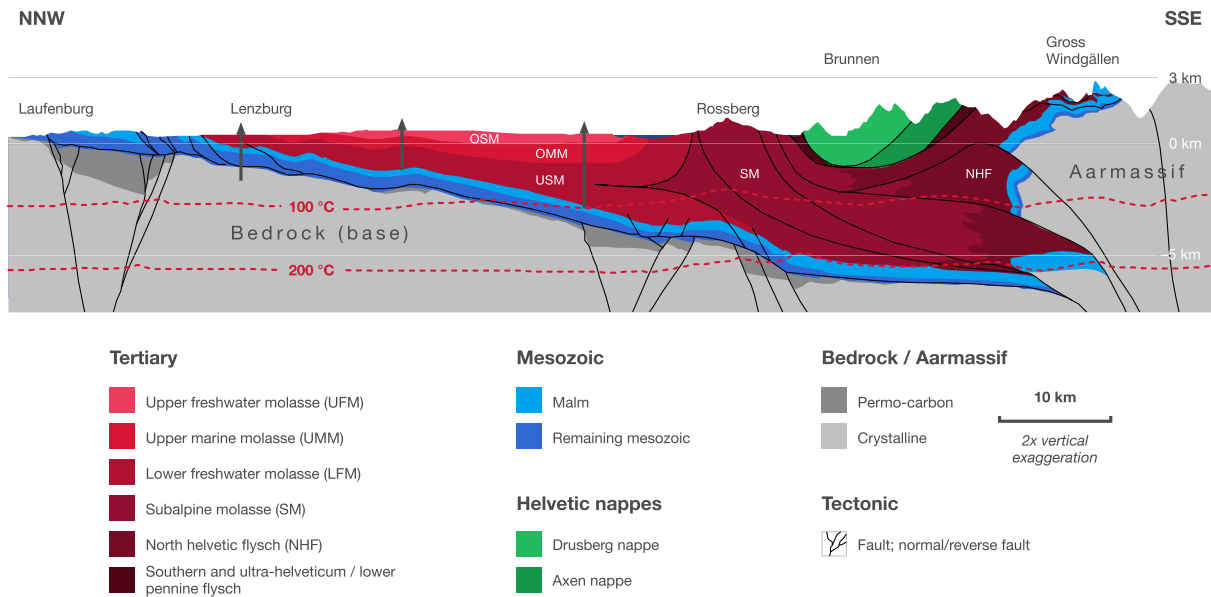 NNW
SSE
Gross
Windgällen
Brunnen
3 km
Laufenburg
Lenzburg
Rossberg
OSM
0 km
OMM
USM
SM
NHF
Aarmassif
100 °C
Bedrock (base)
–5 km
200 °C
Tertiary
Upper freshwater molasse (UFM)
Upper marine molasse (UMM)
Lower freshwater molasse (LFM)
Subalpine molasse (SM)
North helvetic flysch (NHF)
Southern and ultra-helveticum / lower
pennine flysch
Mesozoic
Malm
Remaining mesozoic
Helvetic nappes
Drusberg nappe
Axen nappe
Bedrock / Aarmassif
Permo-carbon
Crystalline
10 km
2x vertical
exaggeration
Tectonic
Fault; normal/reverse fault